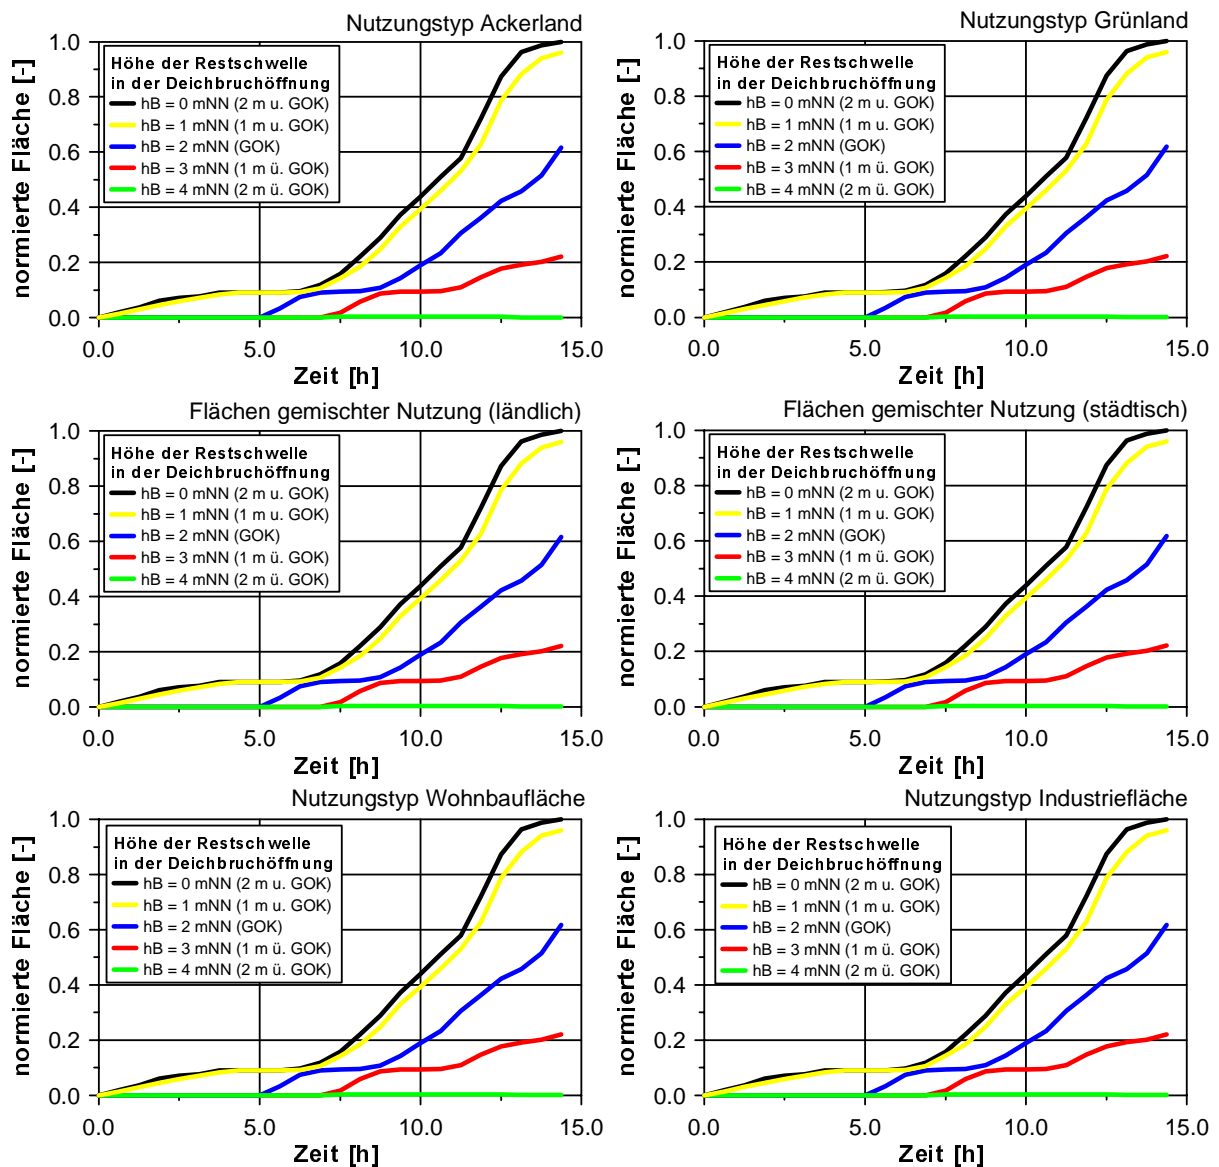 Nutzungstyp Ackerland
normierte Fläche [-]
1.0
0.8
0.6
0.4
0.2
0.0
Höhe der Restschwelle
in der Deichbruchöffnung
hB = 0 mNN (2 m u. GOK)
hB = 1 mNN (1 m u. GOK)
hB = 2 mNN (GOK)
hB = 3 mNN (1 m ü. GOK)
hB = 4 mNN (2 m ü. GOK)
0.0 5.0 10.0 15.0
Zeit [h]
Nutzungstyp Grünland
normierte Fläche [-]
1.0
0.8
0.6
0.4
0.2
0.0
Höhe der Restschwelle
in der Deichbruchöffnung
hB = 0 mNN (2 m u. GOK)
hB = 1 mNN (1 m u. GOK)
hB = 2 mNN (GOK)
hB = 3 mNN (1 m ü. GOK)
hB = 4 mNN (2 m ü. GOK)
0.0 5.0 10.0 15.0
Zeit [h]
Flächen gemischter Nutzung (ländlich)
normierte Fläche [-]
1.0
0.8
0.6
0.4
0.2
0.0
Höhe der Restschwelle
in der Deichbruchöffnung
hB = 0 mNN (2 m u. GOK)
hB = 1 mNN (1 m u. GOK)
hB = 2 mNN (GOK)
hB = 3 mNN (1 m ü. GOK)
hB = 4 mNN (2 m ü. GOK)
0.0 5.0 10.0 15.0
Zeit [h]
Flächen gemischter Nutzung (städtisch)
normierte Fläche [-]
1.0
0.8
0.6
0.4
0.2
0.0
Höhe der Restschwelle
in der Deichbruchöffnung
hB = 0 mNN (2 m u. GOK)
hB = 1 mNN (1 m u. GOK)
hB = 2 mNN (GOK)
hB = 3 mNN (1 m ü. GOK)
hB = 4 mNN (2 m ü. GOK)
0.0 5.0 10.0 15.0
Zeit [h]
Nutzungstyp Wohnbaufläche
normierte Fläche [-]
1.0
0.8
0.6
0.4
0.2
0.0
Höhe der Restschwelle
in der Deichbruchöffnung
hB = 0 mNN (2 m u. GOK)
hB = 1 mNN (1 m u. GOK)
hB = 2 mNN (GOK)
hB = 3 mNN (1 m ü. GOK)
hB = 4 mNN (2 m ü. GOK)
0.0 5.0 10.0 15.0
Zeit [h]
Nutzungstyp Industriefläche
normierte Fläche [-]
1.0
0.8
0.6
0.4
0.2
0.0
Höhe der Restschwelle
in der Deichbruchöffnung
hB = 0 mNN (2 m u. GOK)
hB = 1 mNN (1 m u. GOK)
hB = 2 mNN (GOK)
hB = 3 mNN (1 m ü. GOK)
hB = 4 mNN (2 m ü. GOK)
0.0 5.0 10.0 15.0
Zeit [h]